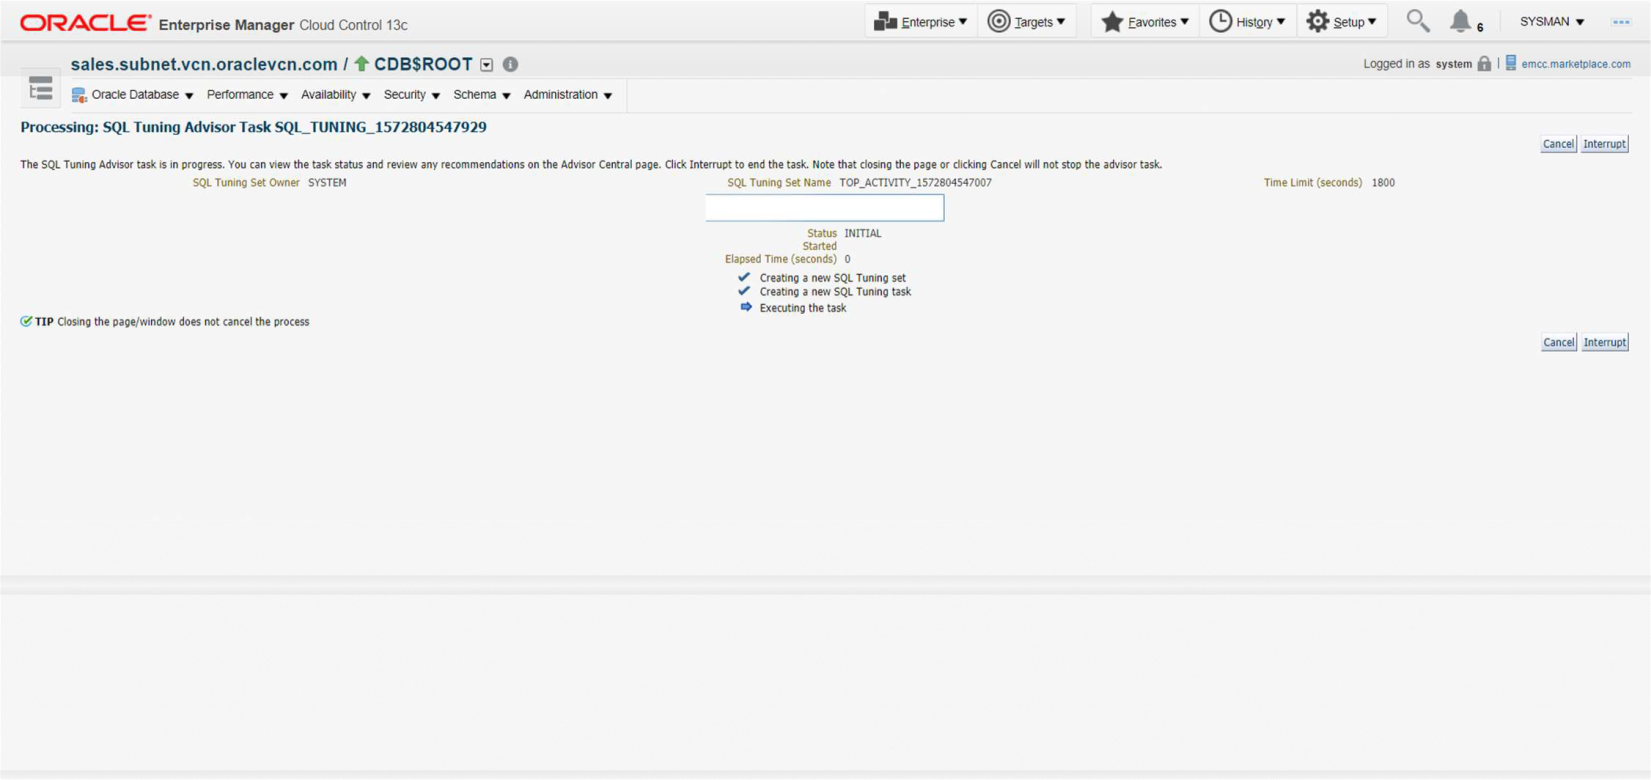 ORACLE Enterprise Manager Cloud Control 13c Enterprise Targets Favorites History Setup 6 SYSMAN
sales.subnet.vcn.oraclevcn.com / CDB$ROOT Logged in as system | emcc.marketplace.com
Oracle Database Performance Availability Security Schema Administration
Processing: SQL Tuning Advisor Task SQL_TUNING_1572804547929
Cancel Interrupt
The SQL Tuning Advisor task is in progress. You can view the task status and review any recommendations on the Advisor Central page. Click Interrupt to end the task. Note that closing the page or clicking Cancel will not stop the advisor task.
SQL Tuning Set Owner SYSTEM SQL Tuning Set Name TOP_ACTIVITY_1572804547007 Time Limit (seconds) 1800
Status INITIAL
Started
Elapsed Time (seconds) 0
Creating a new SQL Tuning set
Creating a new SQL Tuning task
Executing the task
TIP Closing the page/window does not cancel the process
Cancel Interrupt